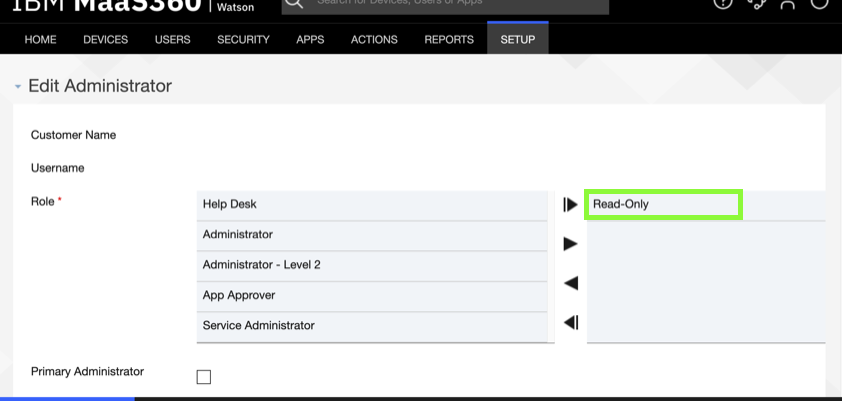 IBM MaaS360 | Watson
Search for Devices, Users or Apps
HOME DEVICES USERS SECURITY APPS ACTIONS REPORTS SETUP
Edit Administrator
Customer Name
Username
Role *
Help Desk
Administrator
Administrator - Level 2
App Approver
Service Administrator
Read-Only
Primary Administrator